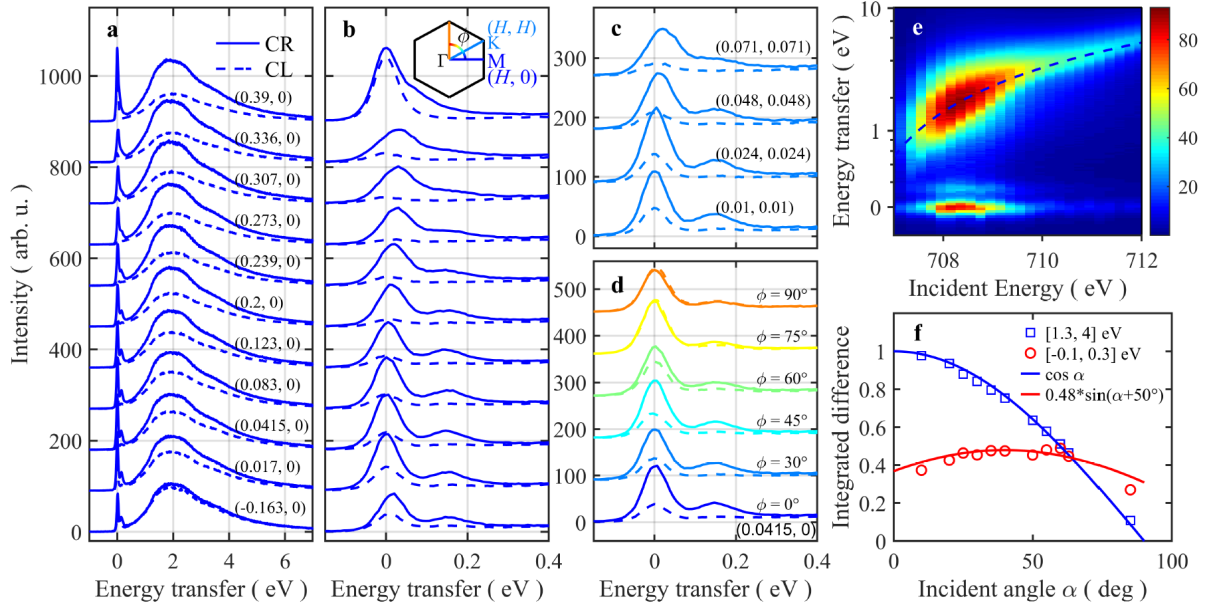 a
CR
CL
(0.39, 0)
(0.336, 0)
(0.307, 0)
(0.273, 0)
(0.239, 0)
(0.2, 0)
(0.123, 0)
(0.083, 0)
(0.0415, 0)
(0.017, 0)
(-0.163, 0)
1000
800
600
400
200
0
Intensity ( arb. u. )
0 2 4 6
Energy transfer ( eV )
b
(H, H)
ϕ
K
Γ
M
(H, 0)
0 0.2 0.4
Energy transfer ( eV )
c
(0.071, 0.071)
(0.048, 0.048)
(0.024, 0.024)
(0.01, 0.01)
300
200
100
0
d
ϕ = 90°
ϕ = 75°
ϕ = 60°
ϕ = 45°
ϕ = 30°
ϕ = 0°
(0.0415, 0)
500
400
300
200
100
0
0 0.2 0.4
Energy transfer ( eV )
e
10
1
0
Energy transfer ( eV )
708 710 712
Incident Energy ( eV )
80
60
40
20
f
[1.3, 4] eV
[-0.1, 0.3] eV
cos α
0.48*sin(α+50°)
1
0.8
0.6
0.4
0.2
0
Integrated difference
0 50 100
Incident angle α ( deg )